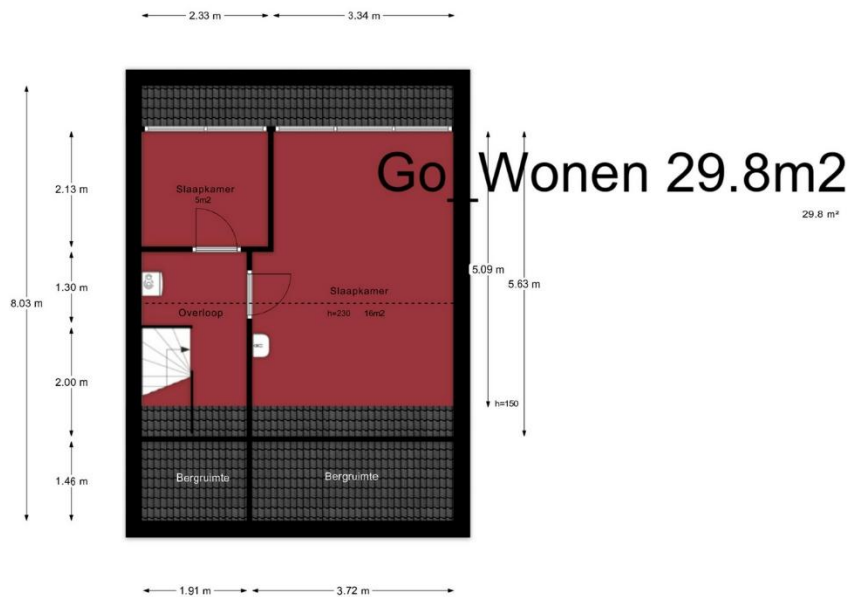 2.33 m
3.34 m
Go_Wonen 29.8m2
29.8 m²
2.13 m
Slaapkamer
5m2
5.09 m
5.63 m
1.30 m
8.03 m
Slaapkamer
h=230 16m2
Overloop
2.00 m
h=150
1.46 m
Bergruimte
Bergruimte
1.91 m
3.72 m